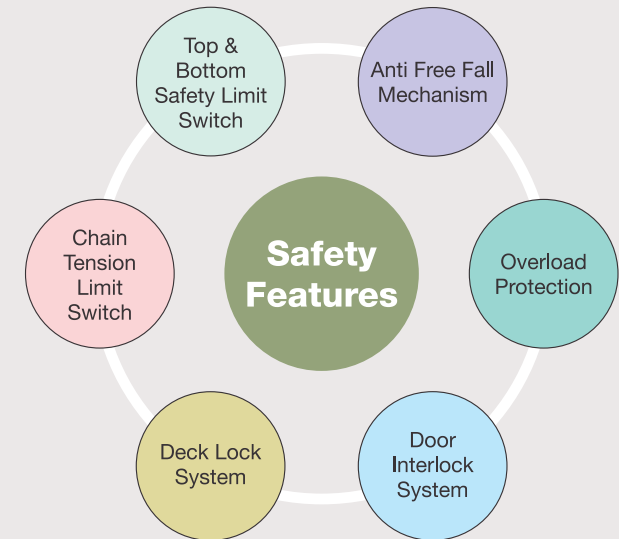 Top &
Bottom
Safety Limit
Switch
Anti Free Fall
Mechanism
Chain
Tension
Limit
Switch
Safety
Features
Overload
Protection
Deck Lock
System
Door
Interlock
System